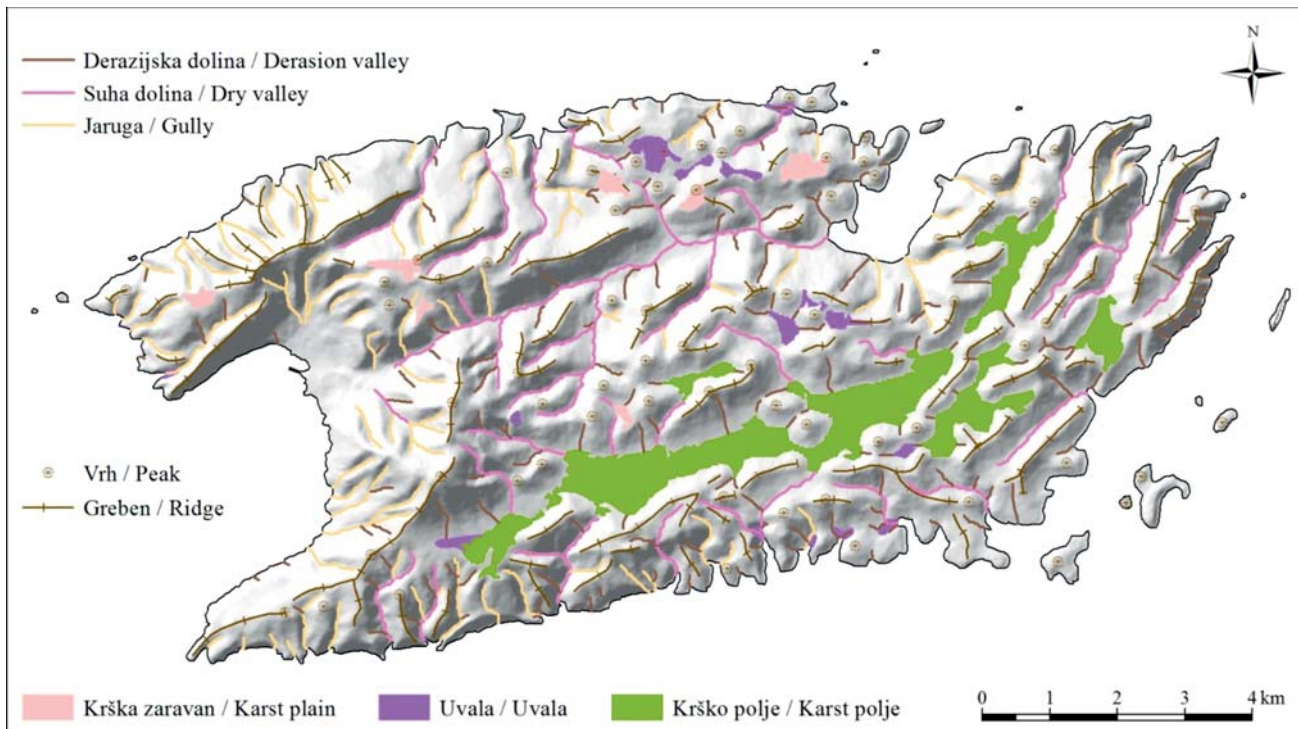 N
Derazijska dolina / Derasion valley
Suha dolina / Dry valley
Jaruga / Gully
Vrh / Peak
Greben / Ridge
Krška zaravan / Karst plain
Uvala / Uvala
Krško polje / Karst polje
0 1 2 3 4 km